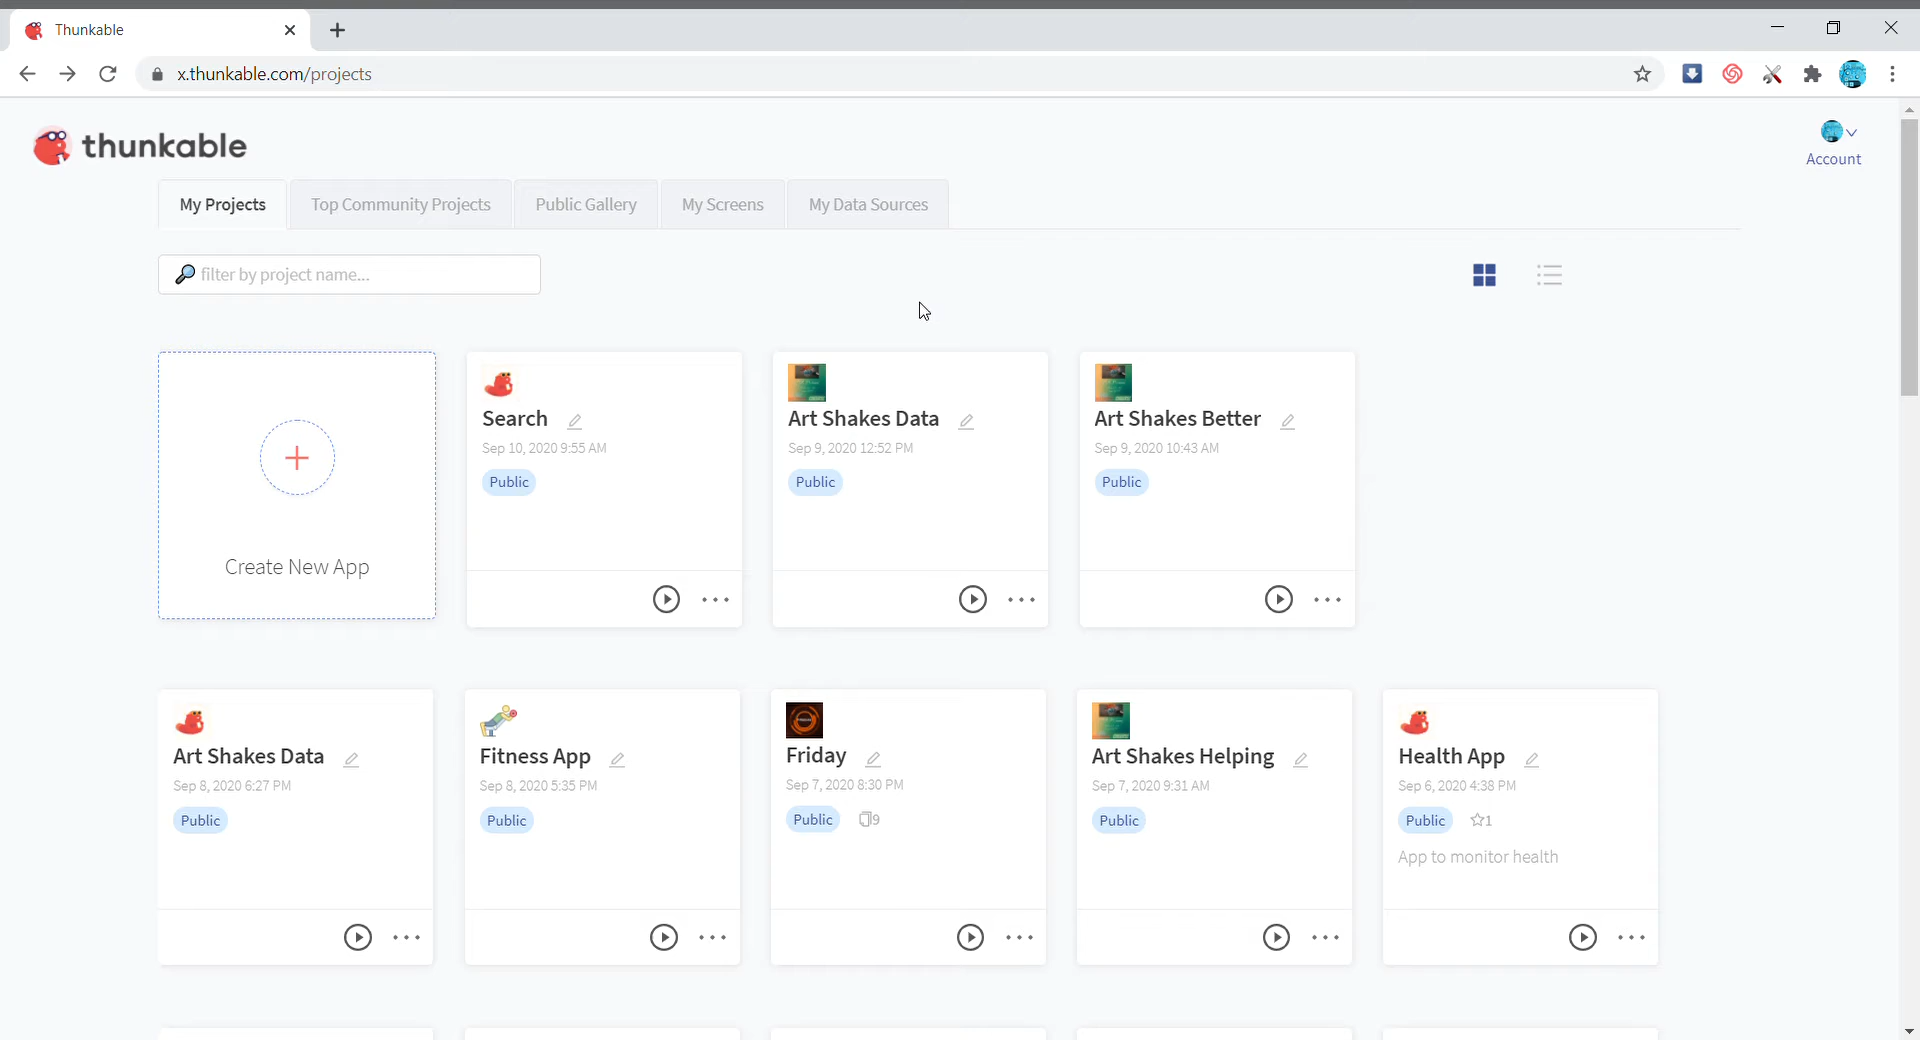 Thunkable
x.thunkable.com/projects
thunkable
Account
My Projects
Top Community Projects
Public Gallery
My Screens
My Data Sources
filter by project name...
Create New App
Search
Sep 10, 2020 9:55 AM
Public
Art Shakes Data
Sep 9, 2020 12:52 PM
Public
Art Shakes Better
Sep 9, 2020 10:43 AM
Public
Art Shakes Data
Sep 8, 2020 6:27 PM
Public
Fitness App
Sep 8, 2020 5:35 PM
Public
Friday
Sep 7, 2020 8:30 PM
Public 9
Art Shakes Helping
Sep 7, 2020 9:31 AM
Public
Health App
Sep 6, 2020 4:38 PM
Public 1
App to monitor health